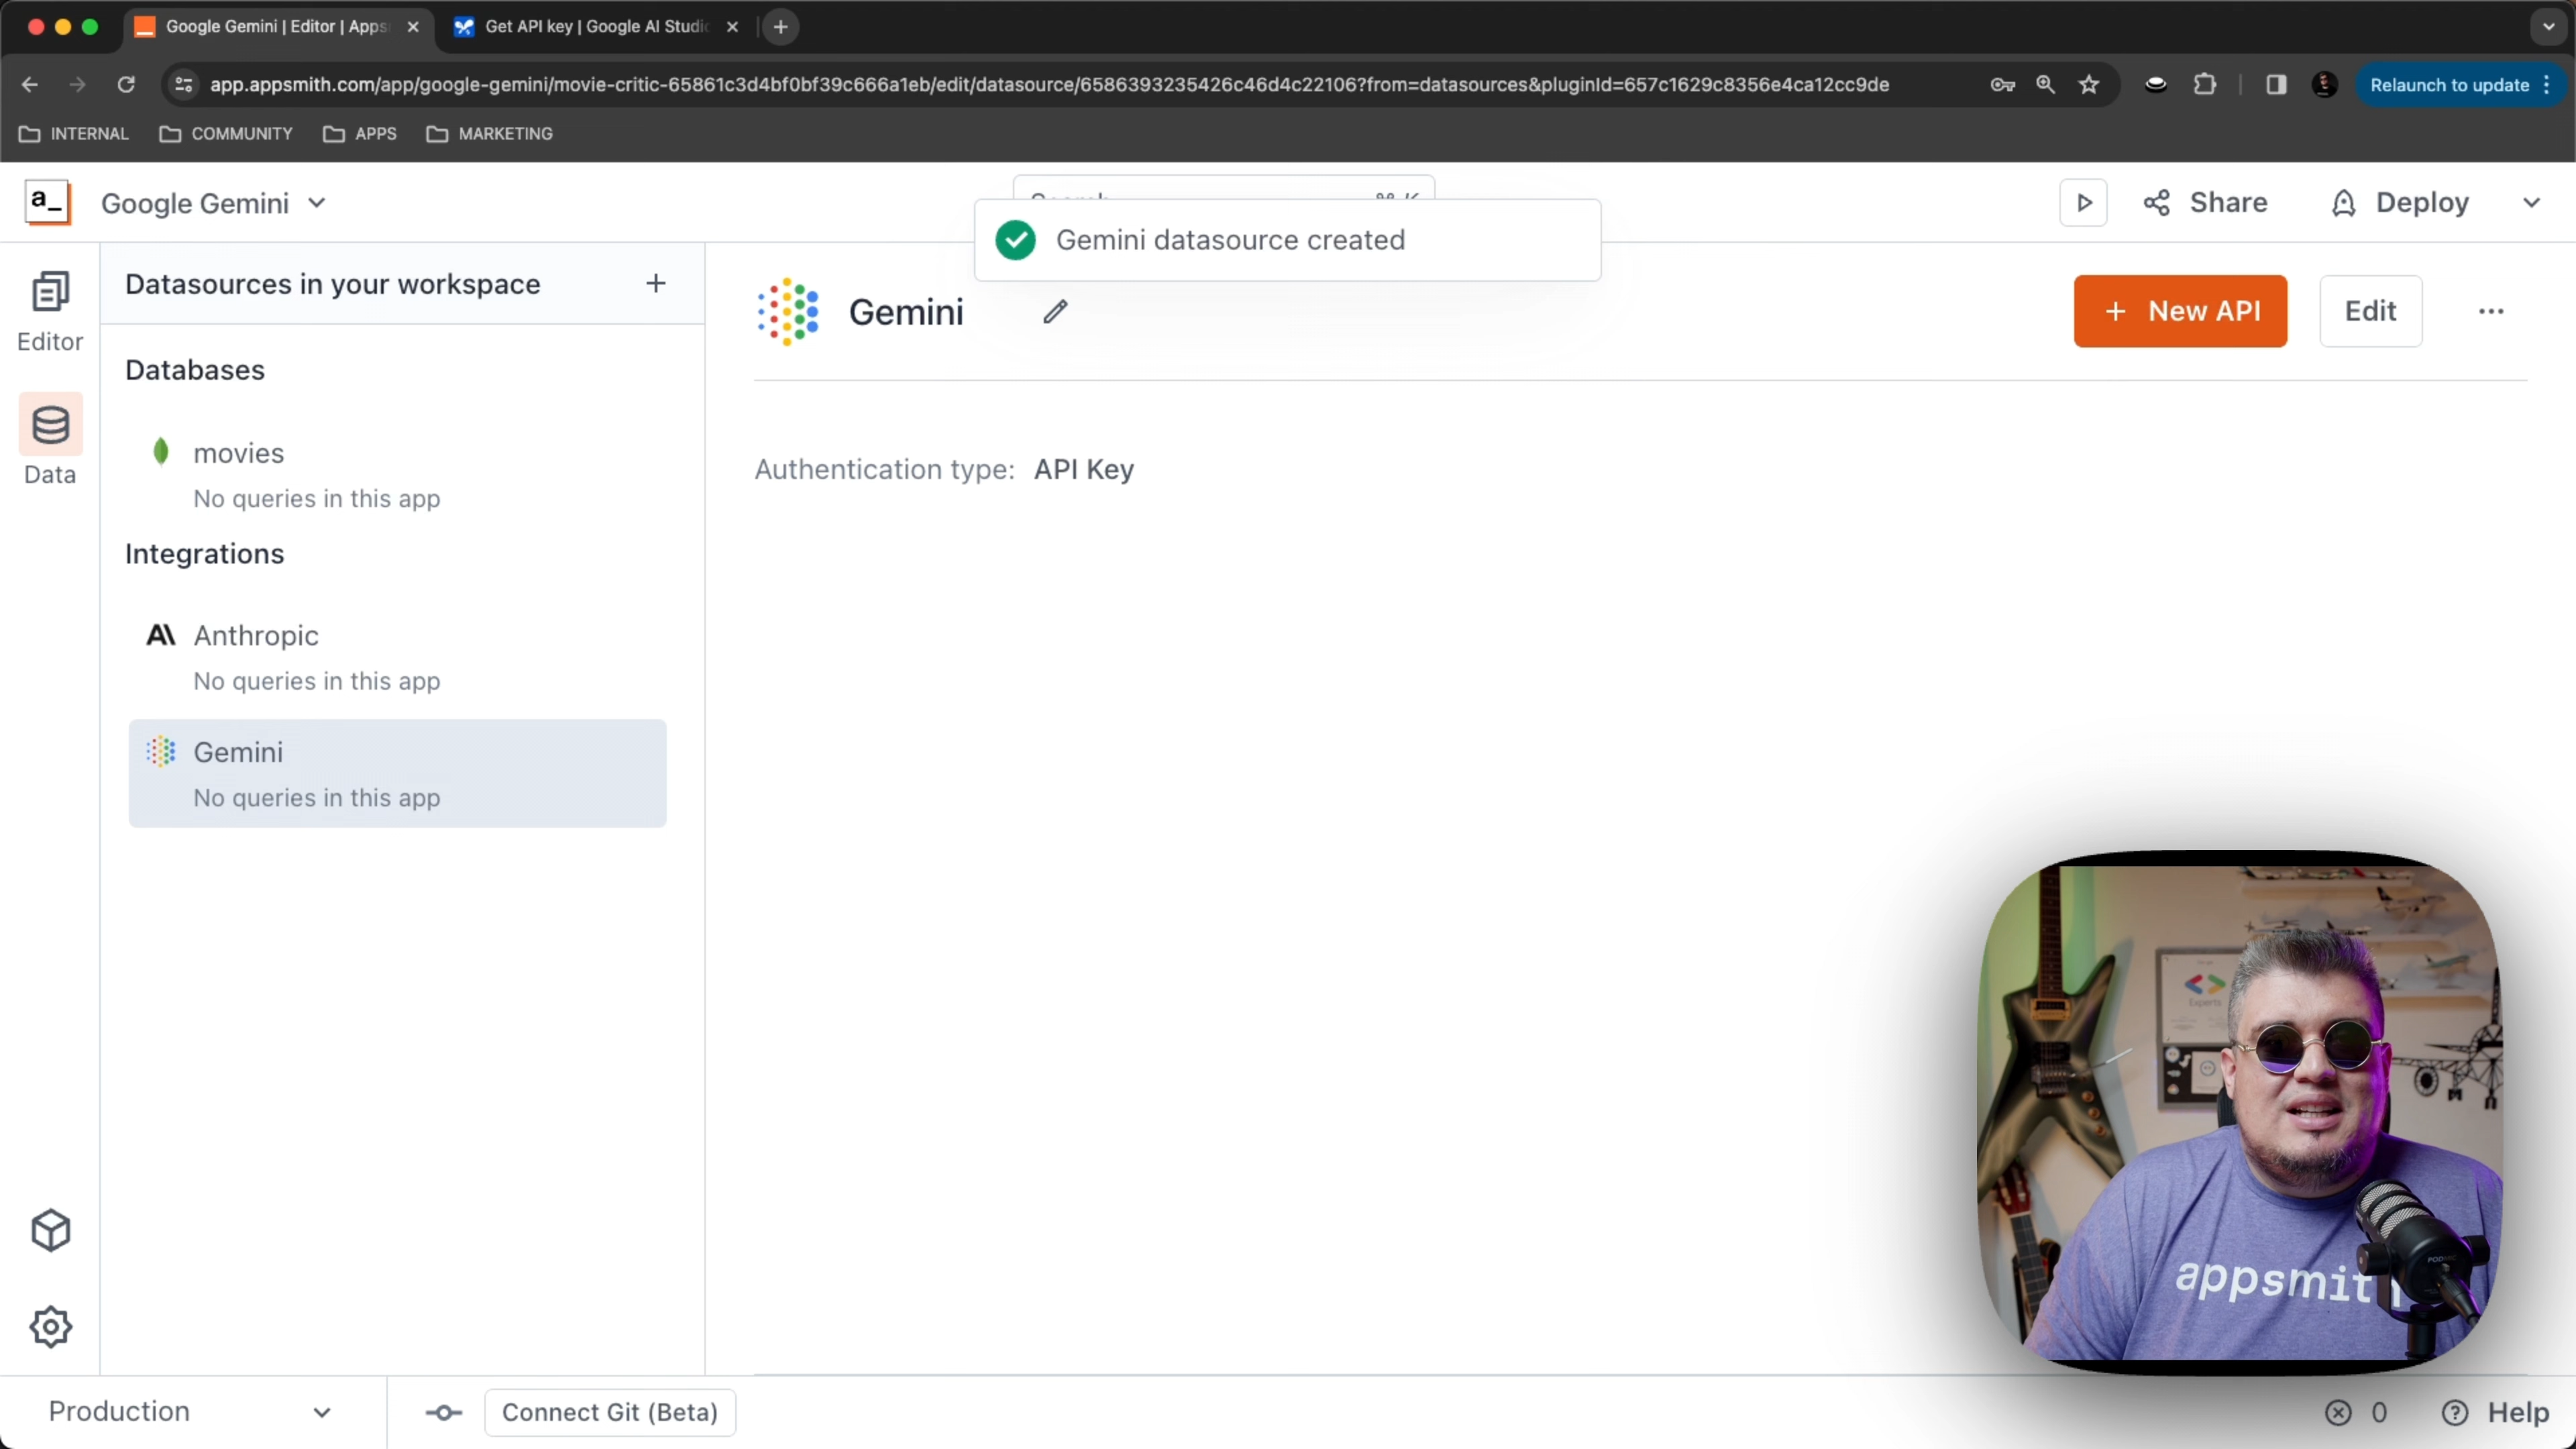 Google Gemini | Editor | Apps
Get API key | Google AI Studi
app.appsmith.com/app/google-gemini/movie-critic-65861c3d4bf0bf39c666a1eb/edit/datasource/6586393235426c46d4c22106?from=datasources&pluginId=657c1629c8356e4ca12cc9de
Relaunch to update
INTERNAL
COMMUNITY
APPS
MARKETING
a_
Google Gemini
Share
Deploy
Gemini datasource created
Editor
Data
Datasources in your workspace
Databases
movies
No queries in this app
Integrations
Anthropic
No queries in this app
Gemini
No queries in this app
Gemini
New API
Edit
Authentication type: API Key
Experts
appsmith
Production
Connect Git (Beta)
0
Help